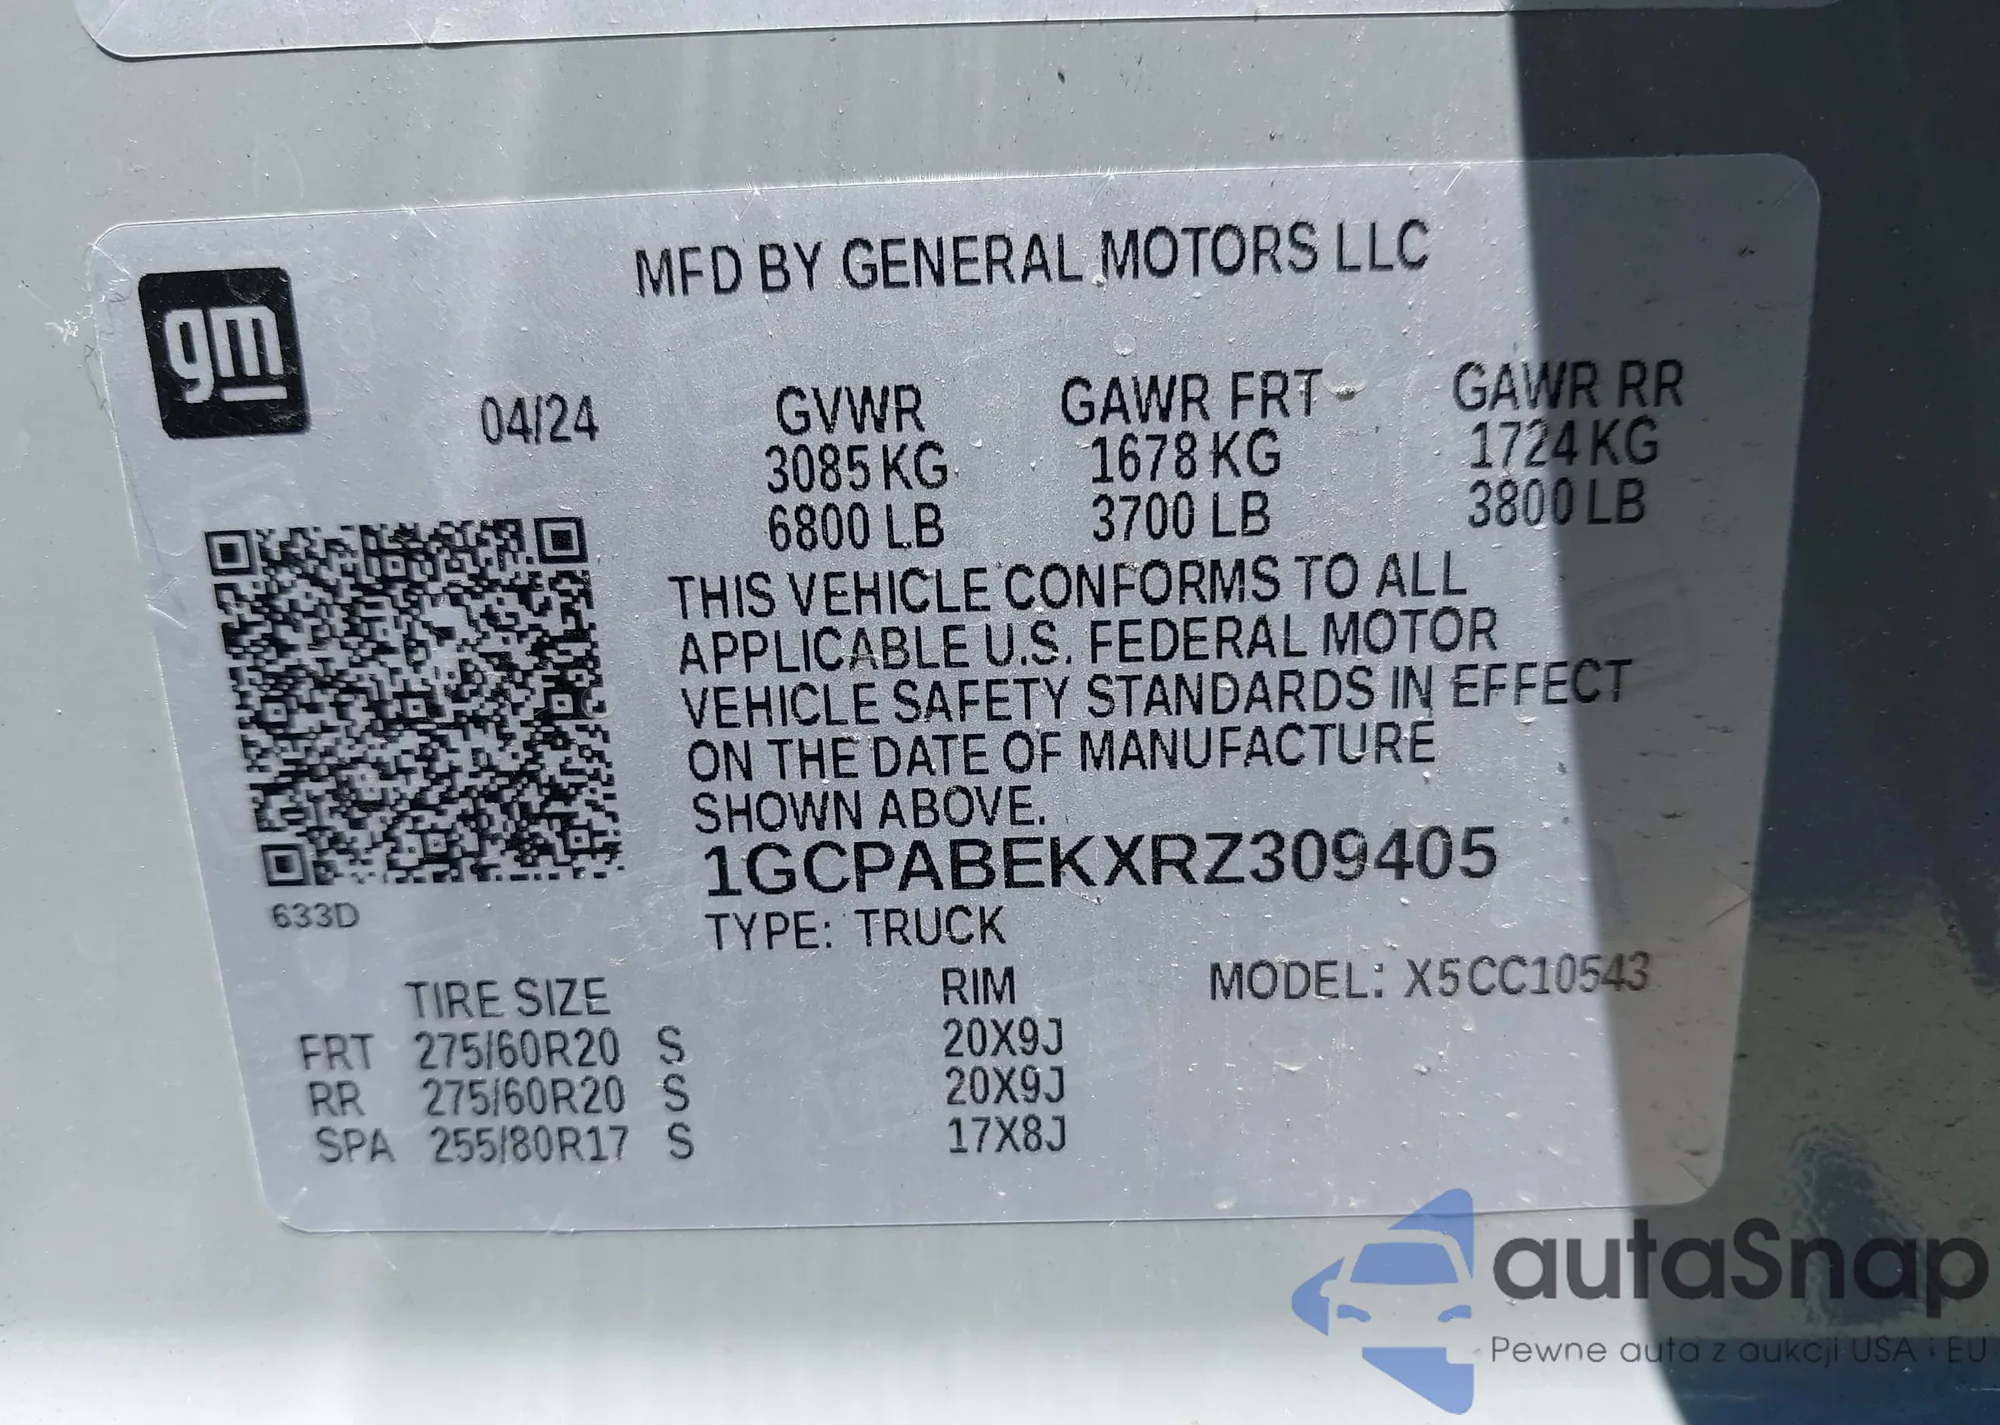 MFD BY GENERAL MOTORS LLC
gm
04/24 GVWR GAWR FRT GAWR RR
3085 KG 1678 KG 1724 KG
6800 LB 3700 LB 3800 LB
THIS VEHICLE CONFORMS TO ALL
APPLICABLE U.S. FEDERAL MOTOR
VEHICLE SAFETY STANDARDS IN EFFECT
ON THE DATE OF MANUFACTURE
SHOWN ABOVE.
1GCPABEKXRZ309405
633D
TYPE: TRUCK
TIRE SIZE RIM MODEL: X5CC10543
FRT 275/60R20 S 20X9J
RR 275/60R20 S 20X9J
SPA 255/80R17 S 17X8J
autaSnap
Pewne auta z aukcji USA i EU